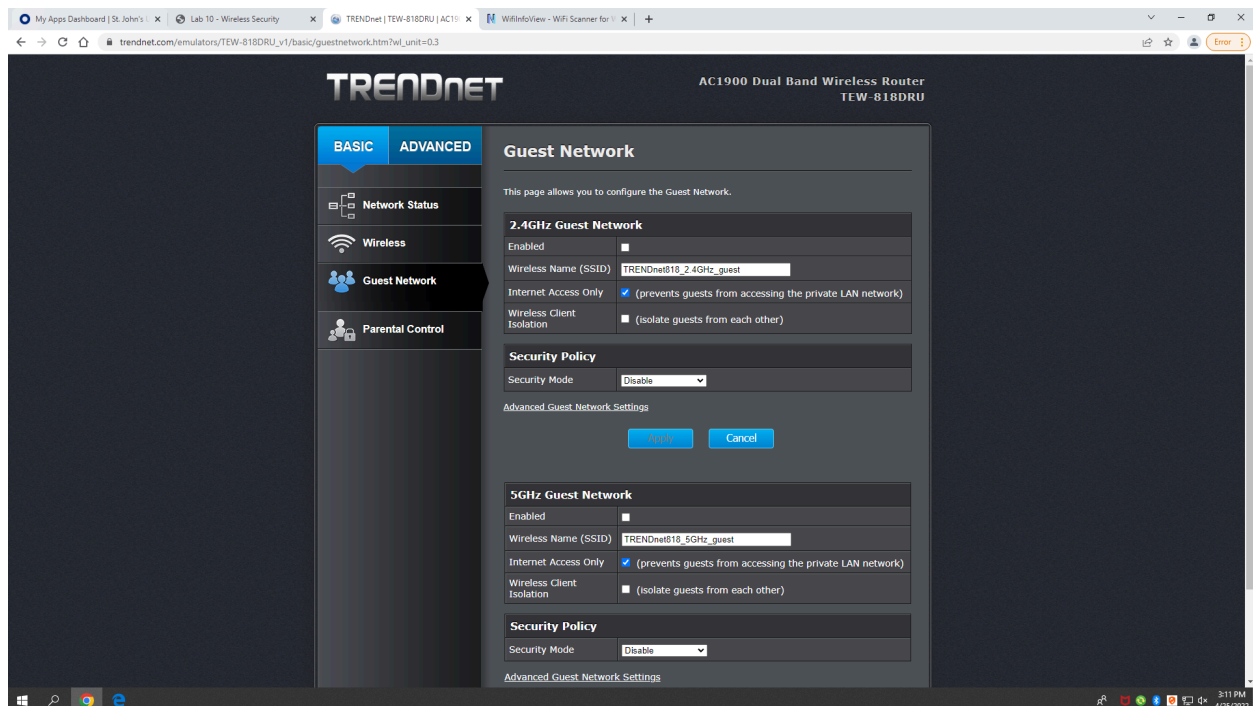 My Apps Dashboard | St. John's
Lab 10 - Wireless Security
TRENDnet | TEW-818DRU | AC19
WifiInfoView - WiFi Scanner for
trendnet.com/emulators/TEW-818DRU_v1/basic/guestnetwork.htm?wl_unit=0.3
Error
TRENDNET
AC1900 Dual Band Wireless Router
TEW-818DRU
BASIC
ADVANCED
Network Status
Wireless
Guest Network
Parental Control
Guest Network
This page allows you to configure the Guest Network.
2.4GHz Guest Network
Enabled
Wireless Name (SSID) TRENDnet818_2.4GHz_guest
Internet Access Only (prevents guests from accessing the private LAN network)
Wireless Client
Isolation (isolate guests from each other)
Security Policy
Security Mode Disable
Advanced Guest Network Settings
Apply Cancel
5GHz Guest Network
Enabled
Wireless Name (SSID) TRENDnet818_5GHz_guest
Internet Access Only (prevents guests from accessing the private LAN network)
Wireless Client
Isolation (isolate guests from each other)
Security Policy
Security Mode Disable
Advanced Guest Network Settings
3:11 PM
4/25/2022